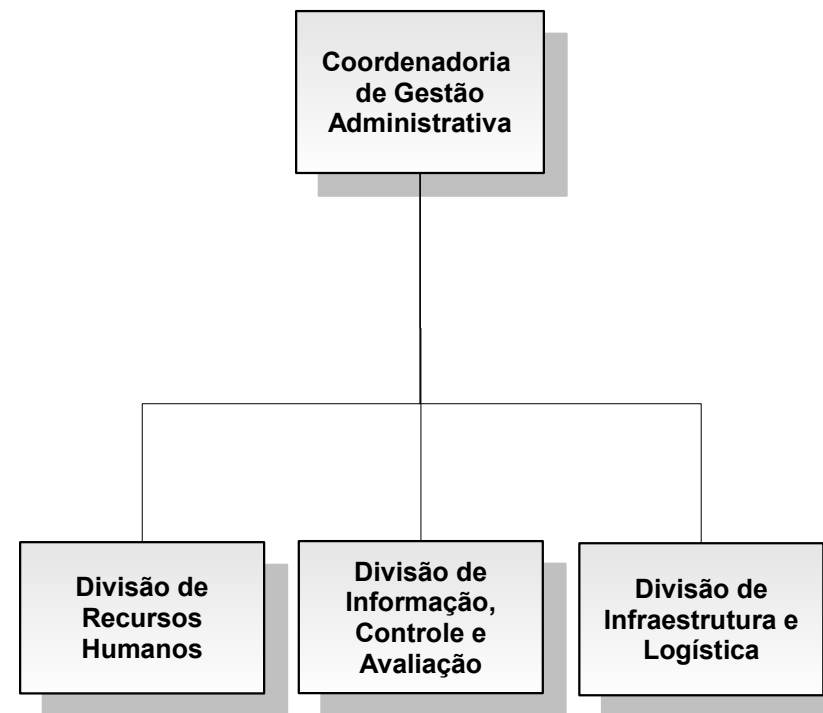 Coordenadoria
de Gestão
Administrativa
Divisão de
Recursos
Humanos
Divisão de
Informação,
Controle e
Avaliação
Divisão de
Infraestrutura e
Logística